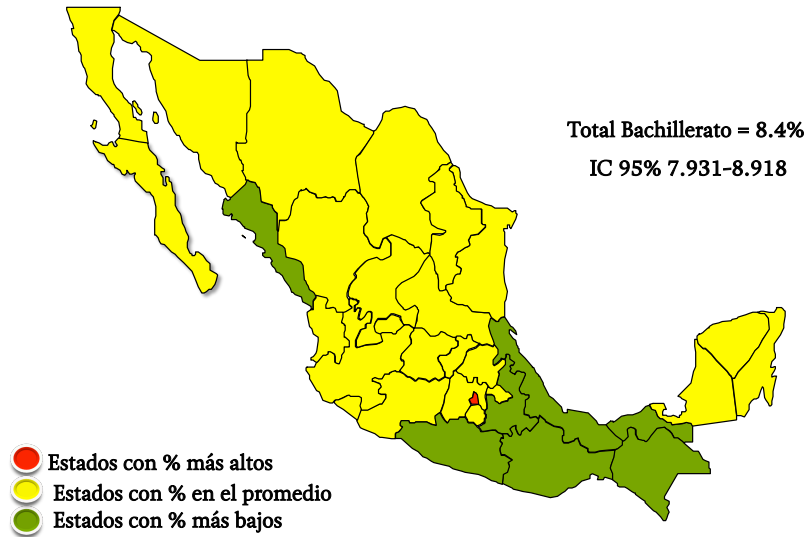 Total Bachillerato = 8.4%
IC 95% 7.931-8.918
Estados con % más altos
Estados con % en el promedio
Estados con % más bajos